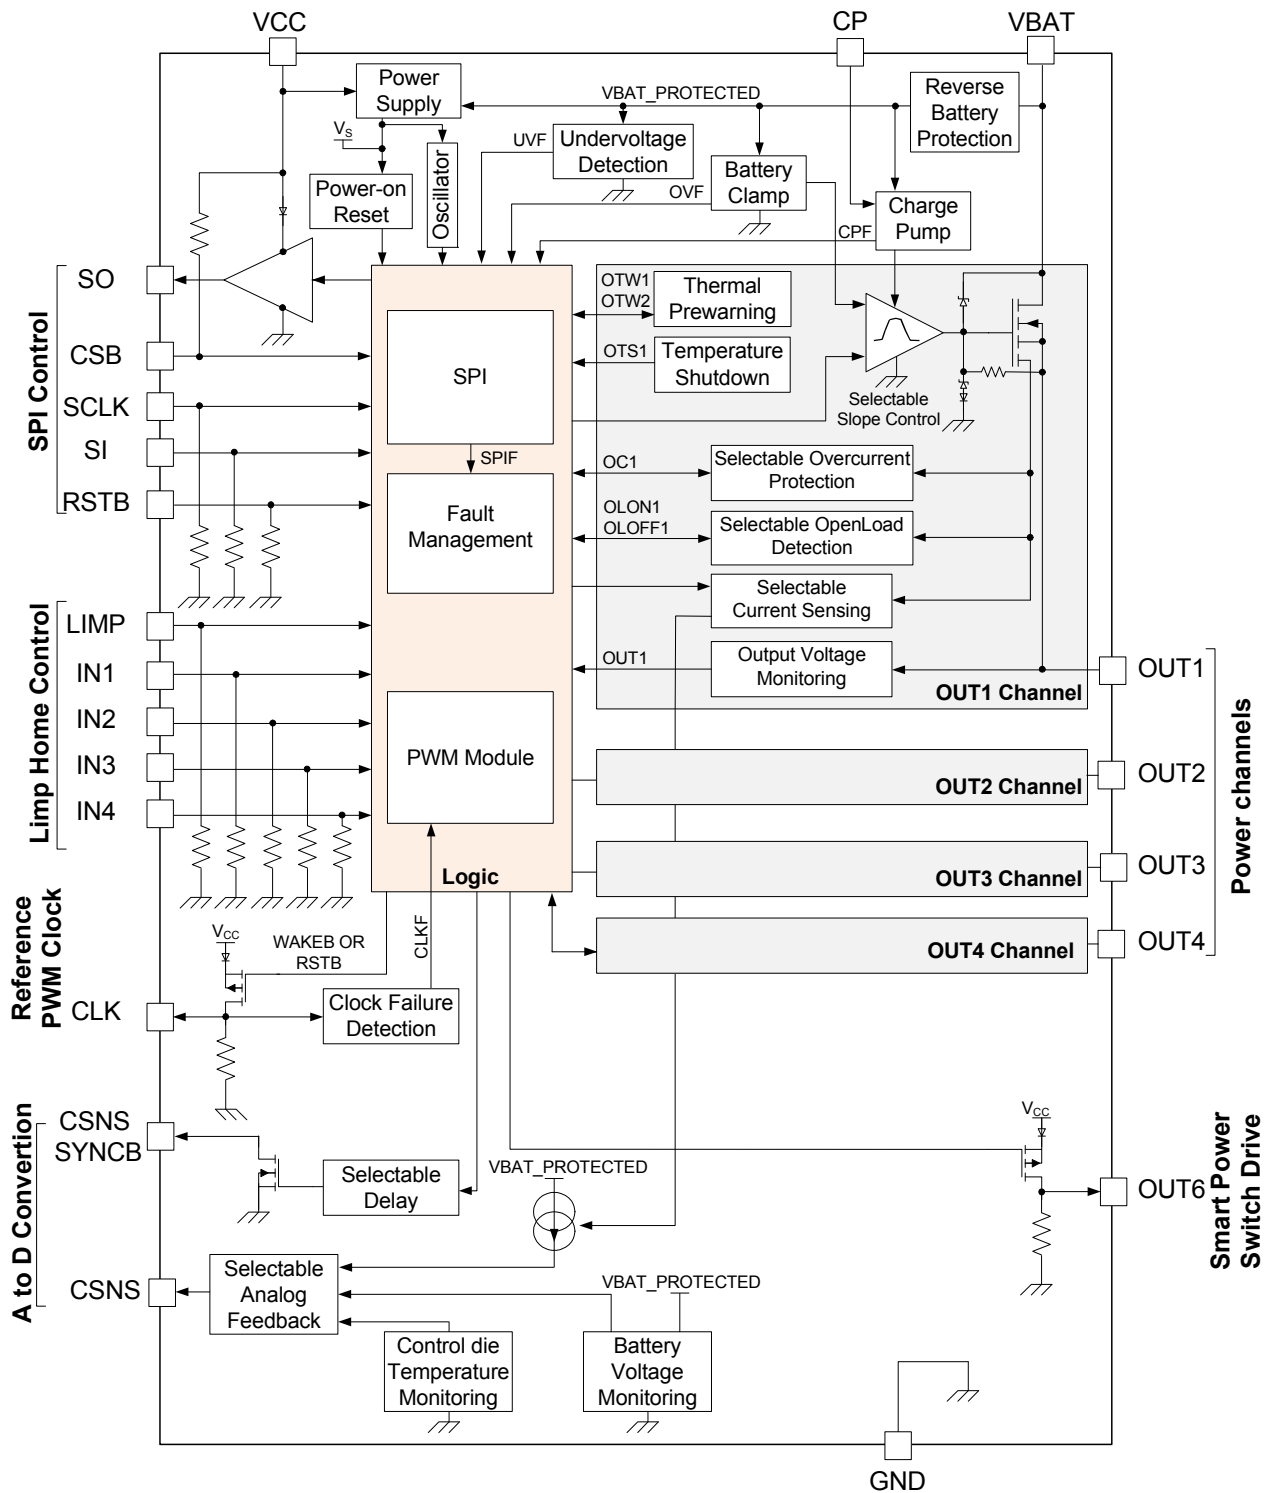 VCC
CP
VBAT
Power
Supply
VBAT_PROTECTED
Reverse
Battery
Protection
VS
UVF
Undervoltage
Detection
Oscillator
Power-on
Reset
OVF
Battery
Clamp
CPF
Charge
Pump
SPI Control
SO
CSB
SCLK
SI
RSTB
SPI
SPIF
Fault
Management
PWM Module
Logic
OTW1
OTW2
Thermal
Prewarning
OTS1
Temperature
Shutdown
Selectable
Slope Control
OC1
Selectable Overcurrent
Protection
OLON1
OLOFF1
Selectable OpenLoad
Detection
Selectable
Current Sensing
OUT1
Output Voltage
Monitoring
OUT1 Channel
OUT2 Channel
OUT3 Channel
OUT4 Channel
OUT1
OUT2
OUT3
OUT4
Power channels
Limp Home Control
LIMP
IN1
IN2
IN3
IN4
Reference
PWM Clock
CLK
VCC
WAKEB OR
RSTB
CLKF
Clock Failure
Detection
A to D Convertion
CSNS
SYNCB
Selectable
Delay
VBAT_PROTECTED
VCC
OUT6
Smart Power
Switch Drive
CSNS
Selectable
Analog
Feedback
VBAT_PROTECTED
Control die
Temperature
Monitoring
Battery
Voltage
Monitoring
GND